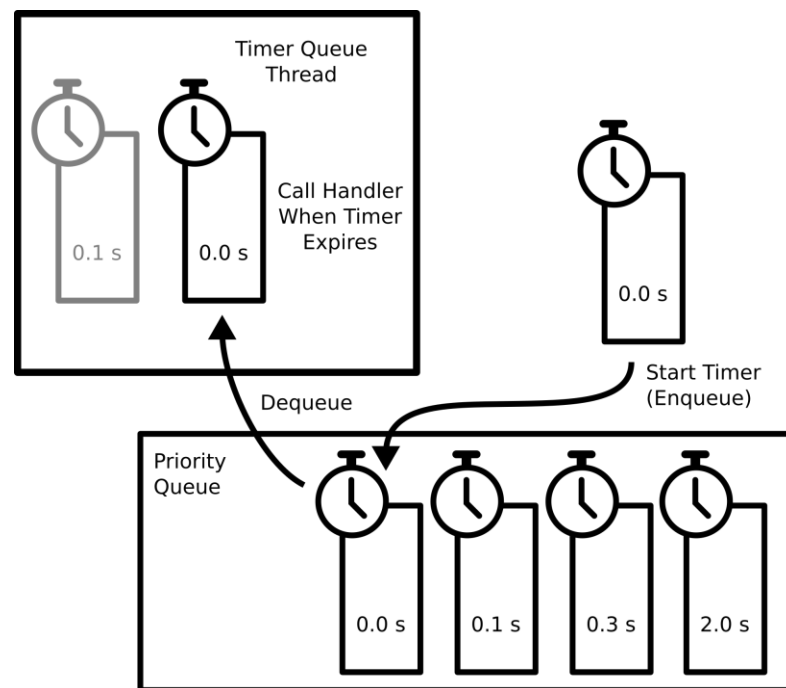 Timer Queue
Thread
Call Handler
When Timer
Expires
0.1 s
0.0 s
0.0 s
Start Timer
(Enqueue)
Dequeue
Priority
Queue
0.0 s
0.1 s
0.3 s
2.0 s